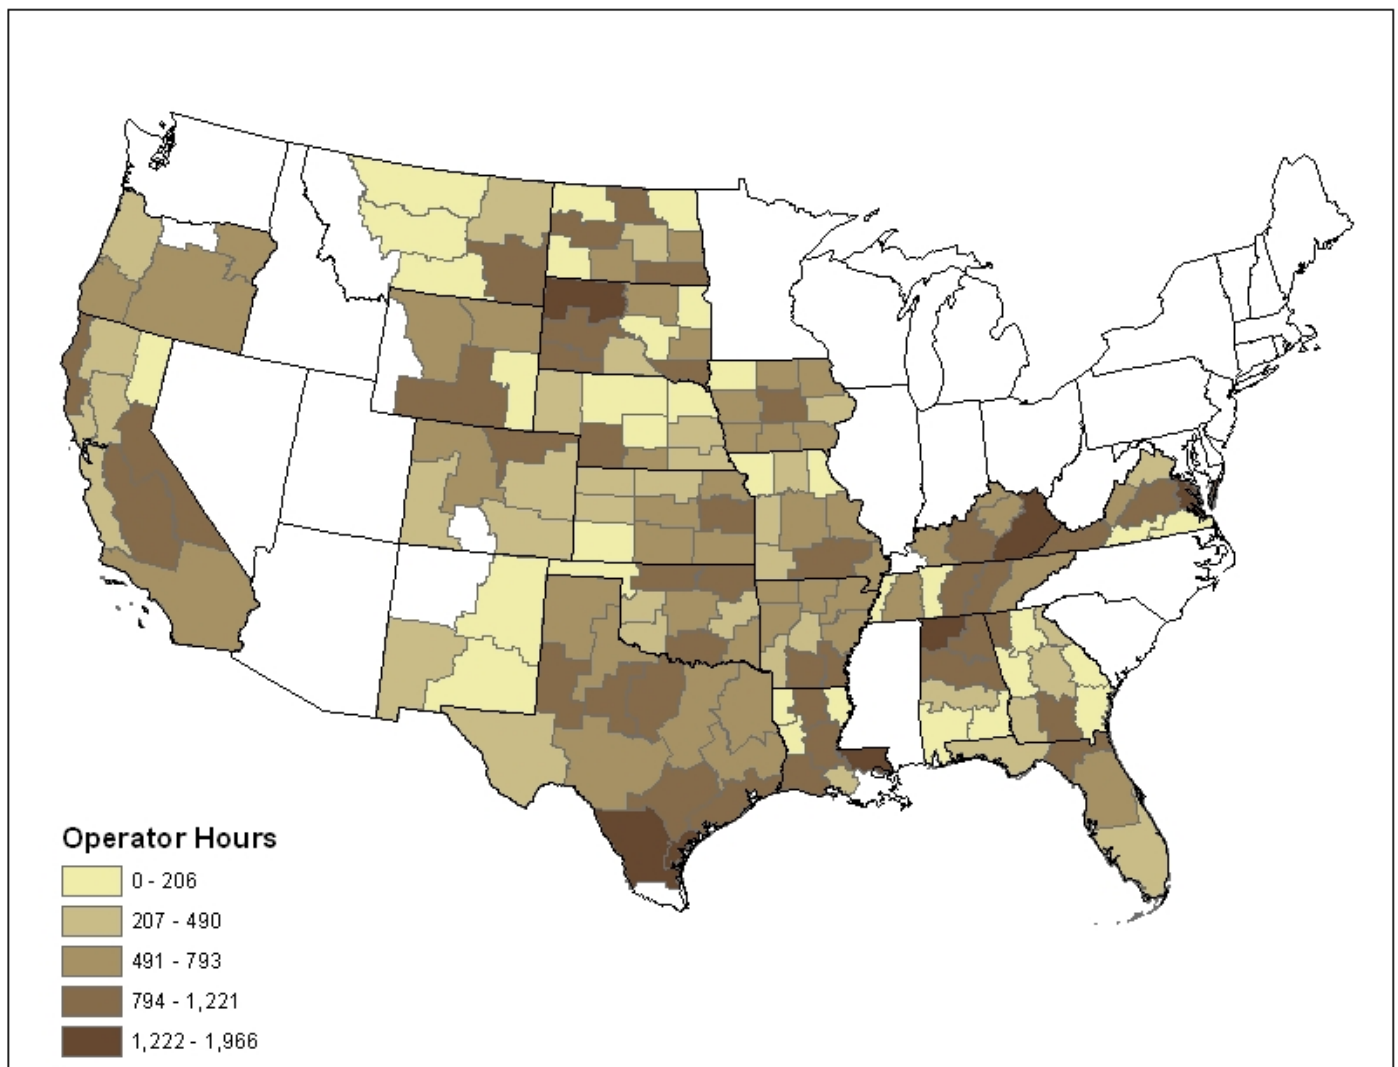 Operator Hours
0 - 206
207 - 490
491 - 793
794 - 1,221
1,222 - 1,966